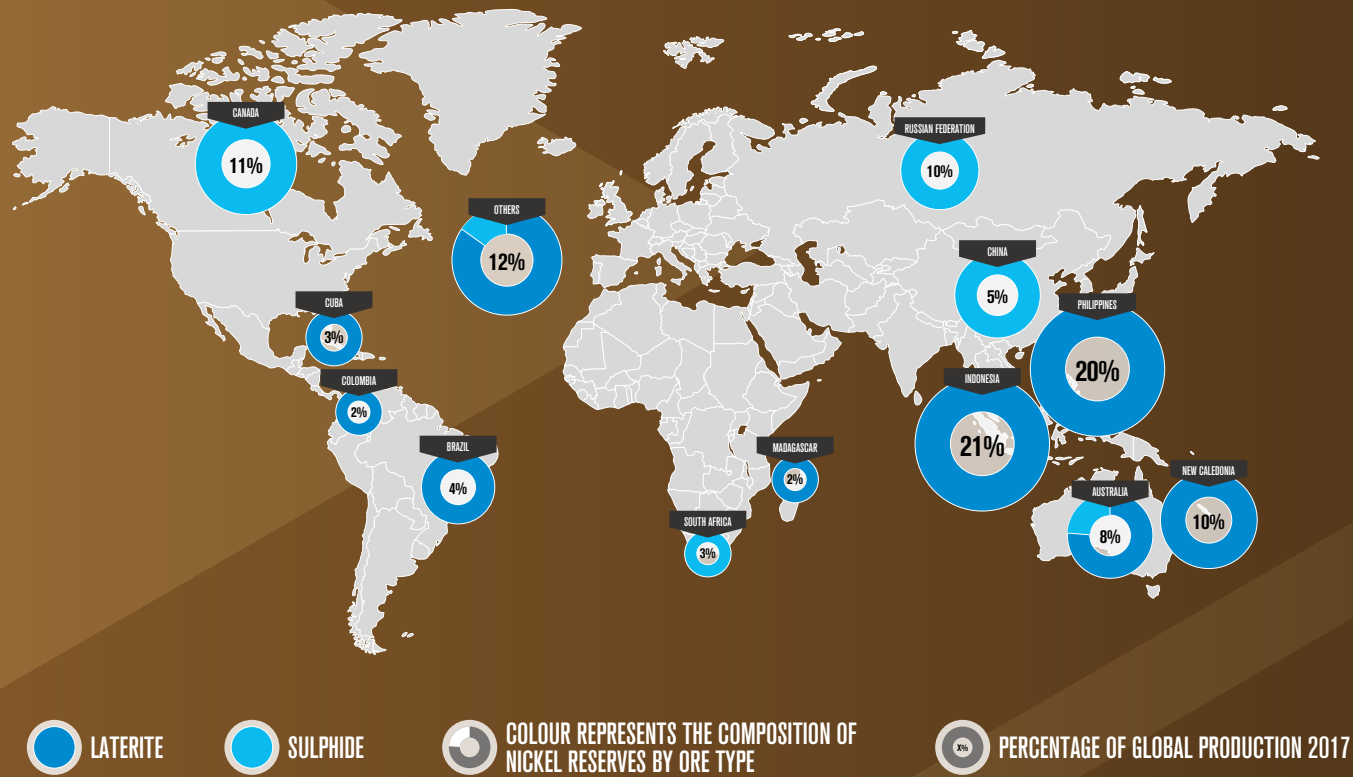 CANADA
11%
RUSSIAN FEDERATION
10%
OTHERS
12%
CHINA
5%
CUBA
3%
PHILIPPINES
20%
COLOMBIA
2%
INDONESIA
21%
BRAZIL
4%
MADAGASCAR
2%
NEW CALEDONIA
10%
AUSTRALIA
8%
SOUTH AFRICA
3%
LATERITE
SULPHIDE
COLOUR REPRESENTS THE COMPOSITION OF
NICKEL RESERVES BY ORE TYPE
X%
PERCENTAGE OF GLOBAL PRODUCTION 2017